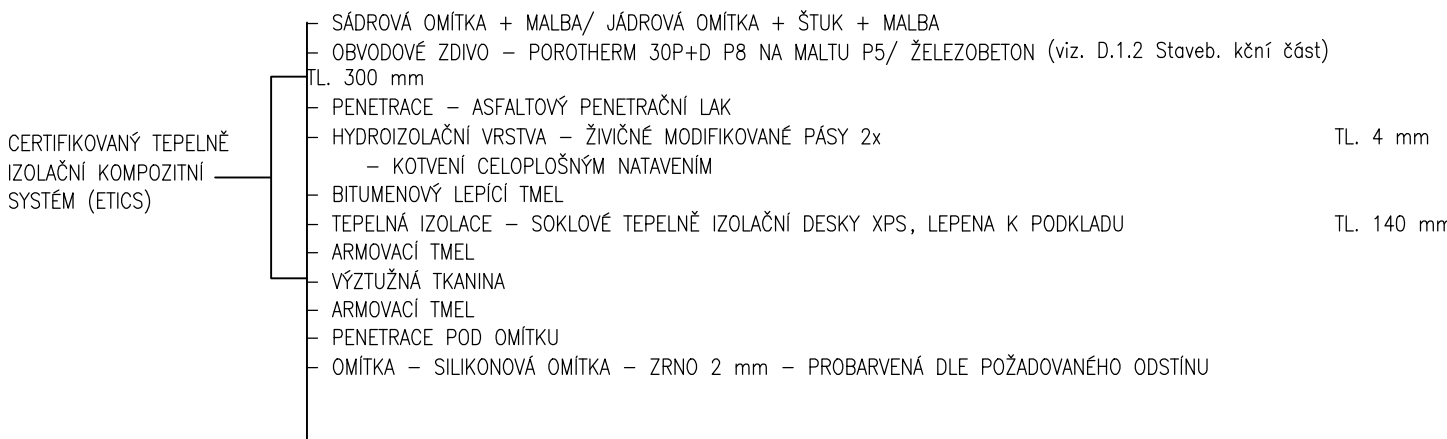 – SÁDROVÁ OMÍTKA + MALBA/ JÁDROVÁ OMÍTKA + ŠTUK + MALBA
– OBVODOVÉ ZDIVO – POROTHERM 30P+D P8 NA MALTU P5/ ŽELEZOBETON (viz. D.1.2 Staveb. kční část)
TL. 300 mm
– PENETRACE – ASFALTOVÝ PENETRAČNÍ LAK
– HYDROIZOLAČNÍ VRSTVA – ŽIVIČNÉ MODIFIKOVANÉ PÁSY 2x TL. 4 mm
– KOTVENÍ CELOPLOŠNÝM NATAVENÍM
– BITUMENOVÝ LEPÍCÍ TMEL
– TEPELNÁ IZOLACE – SOKLOVÉ TEPELNĚ IZOLAČNÍ DESKY XPS, LEPENA K PODKLADU TL. 140 mm
– ARMOVACÍ TMEL
– VÝZTUŽNÁ TKANINA
– ARMOVACÍ TMEL
– PENETRACE POD OMÍTKU
– OMÍTKA – SILIKONOVÁ OMÍTKA – ZRNO 2 mm – PROBARVENÁ DLE POŽADOVANÉHO ODSTÍNU
CERTIFIKOVANÝ TEPELNĚ
IZOLAČNÍ KOMPOZITNÍ
SYSTÉM (ETICS)